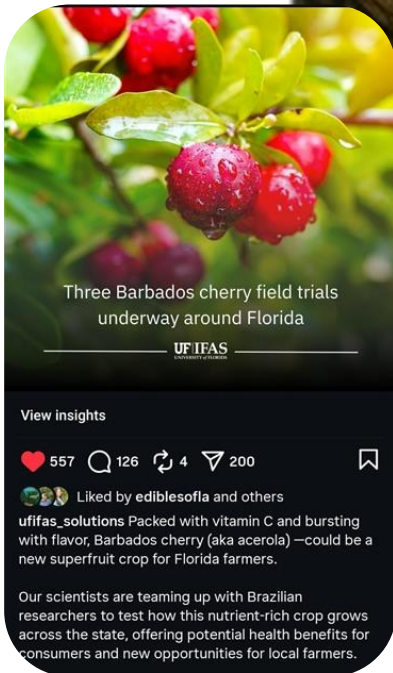 Three Barbados cherry field trials
underway around Florida
UF IFAS
UNIVERSITY of FLORIDA
View insights
557 126 4 200
Liked by ediblesofla and others
ufifas_solutions Packed with vitamin C and bursting
with flavor, Barbados cherry (aka acerola) —could be a
new superfruit crop for Florida farmers.
Our scientists are teaming up with Brazilian
researchers to test how this nutrient-rich crop grows
across the state, offering potential health benefits for
consumers and new opportunities for local farmers.